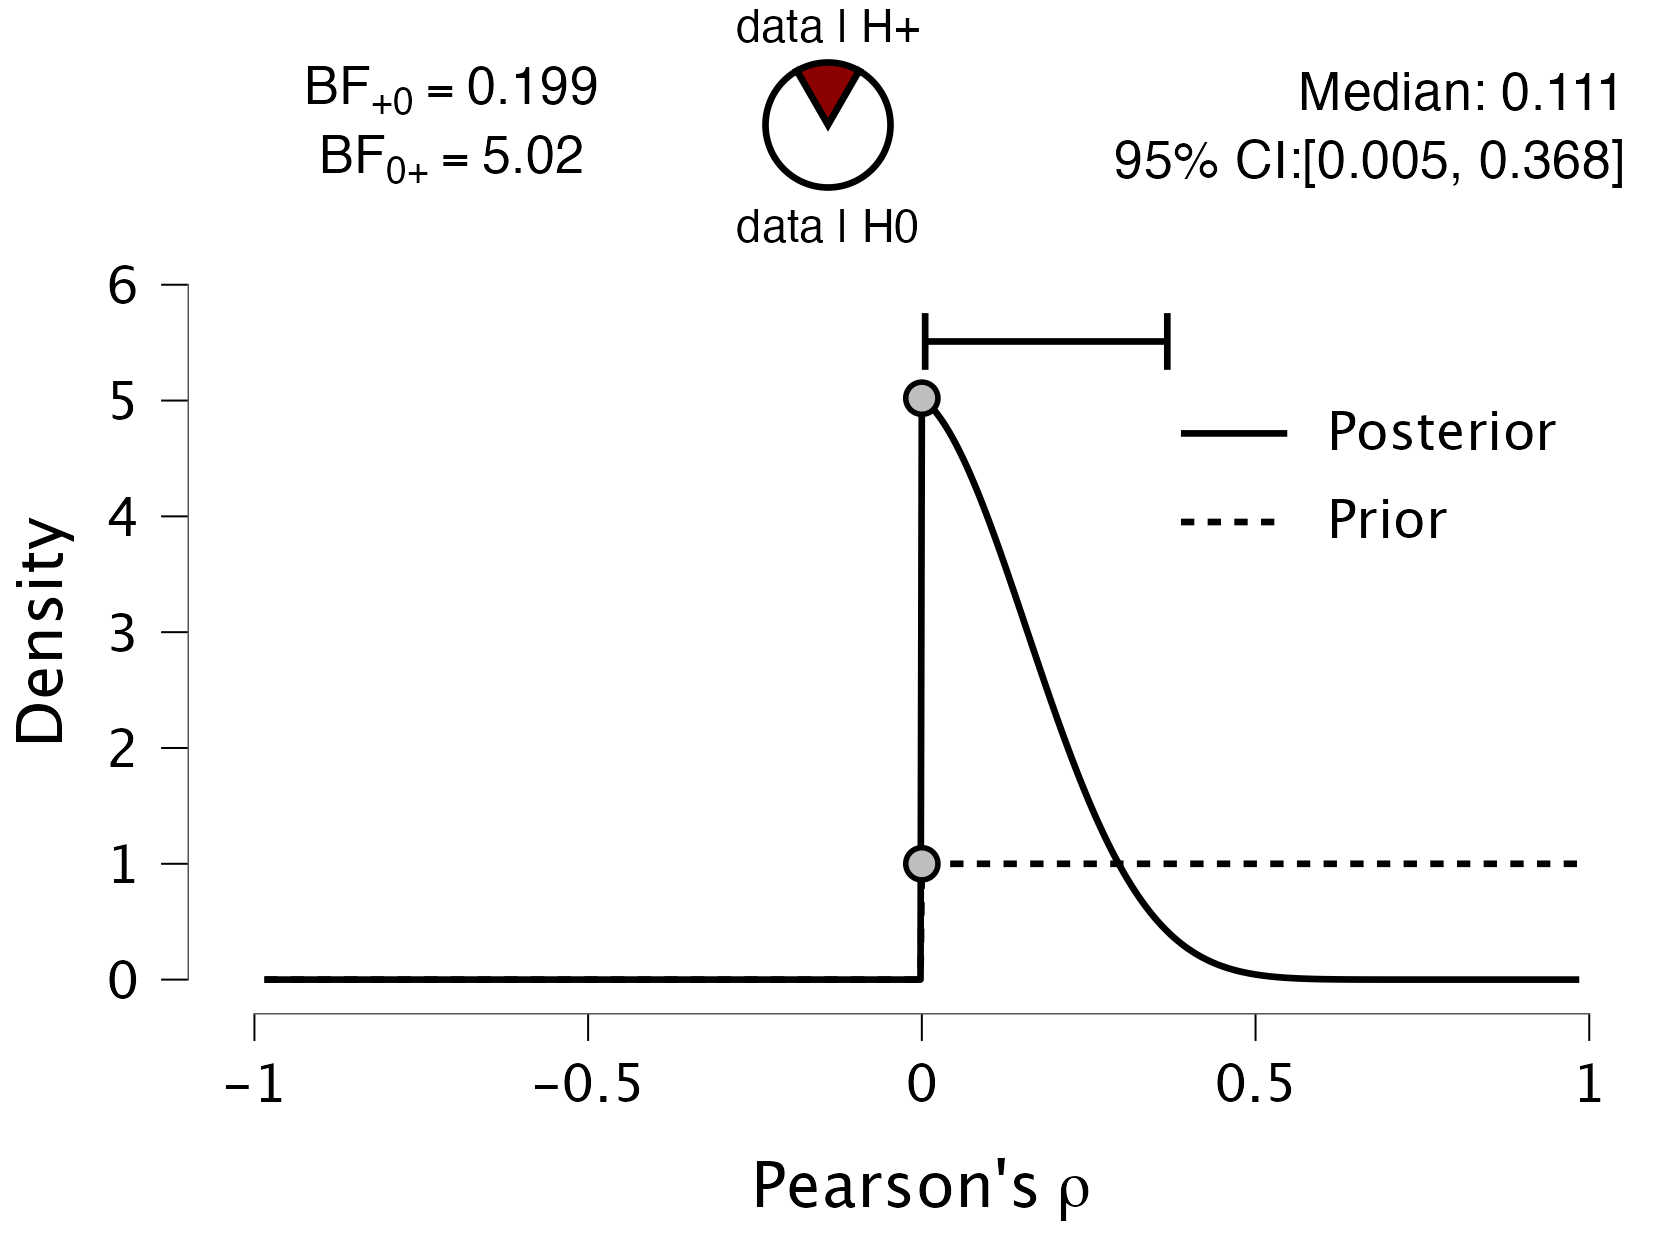 data | H+
BF+0 = 0.199
BF0+ = 5.02
Median: 0.111
95% CI:[0.005, 0.368]
data | H0
6
5
4
3
2
1
0
Density
Posterior
Prior
−1
−0.5
0
0.5
1
Pearson's ρ